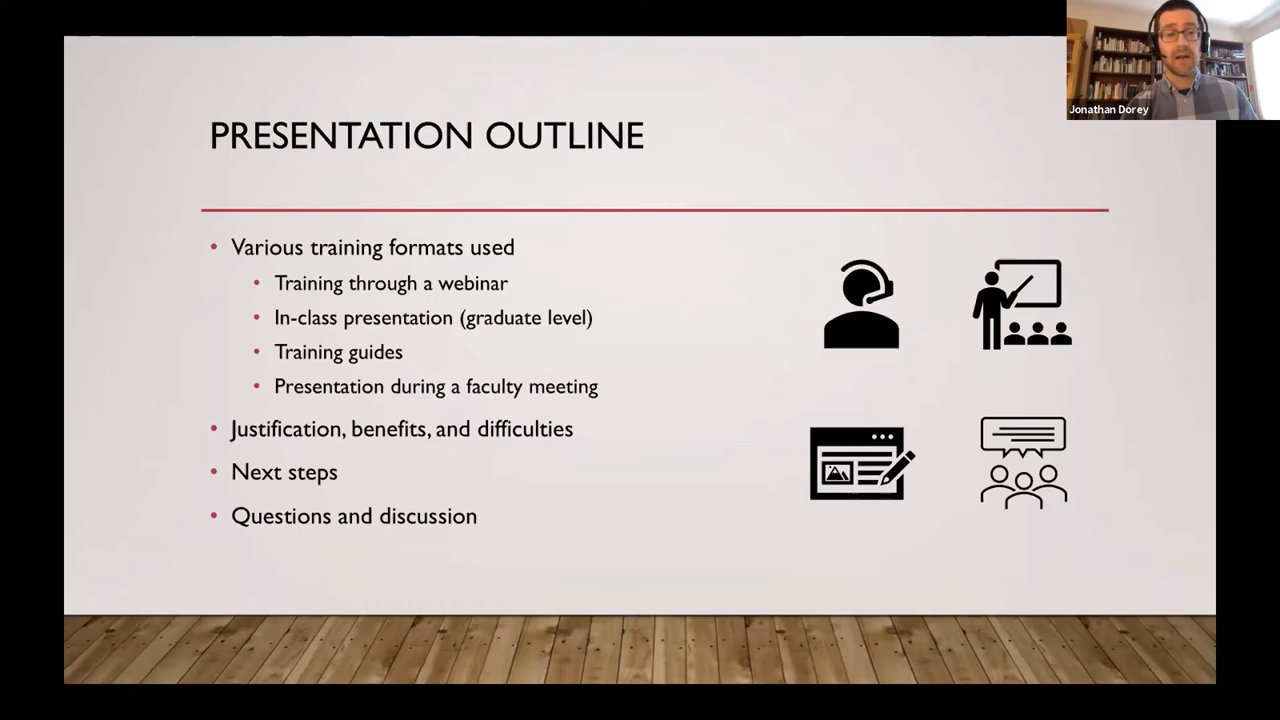 PRESENTATION OUTLINE
Various training formats used
Training through a webinar
In-class presentation (graduate level)
Training guides
Presentation during a faculty meeting
Justification, benefits, and difficulties
Next steps
Questions and discussion
Jonathan Dorey